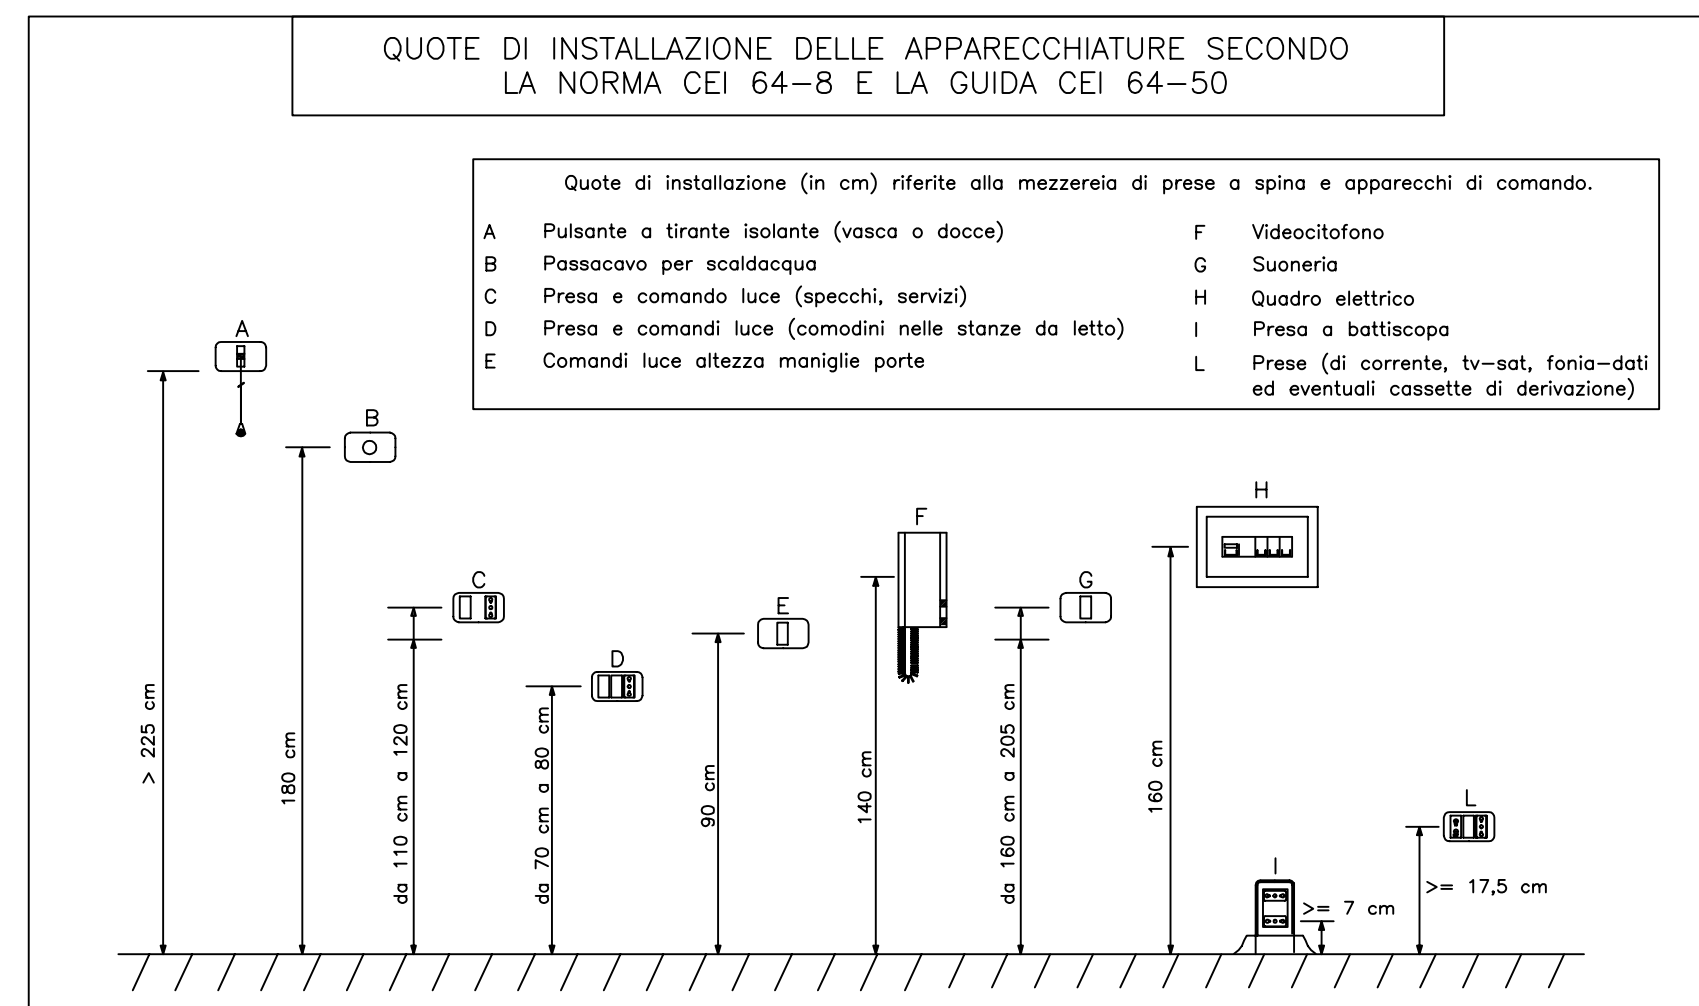 QUOTE DI INSTALLAZIONE DELLE APPARECCHIATURE SECONDO
LA NORMA CEI 64-8 E LA GUIDA CEI 64-50
Quote di installazione (in cm) riferite alla mezzereia di prese a spina e apparecchi di comando.
A Pulsante a tirante isolante (vasca o docce)
B Passacavo per scaldacqua
C Presa e comando luce (specchi, servizi)
D Presa e comandi luce (comodini nelle stanze da letto)
E Comandi luce altezza maniglie porte
F Videocitofono
G Suoneria
H Quadro elettrico
I Presa a battiscopa
L Prese (di corrente, tv-sat, fonia-dati
ed eventuali cassette di derivazione)
A
> 225 cm
B
180 cm
C
da 110 cm a 120 cm
D
da 70 cm a 80 cm
E
90 cm
F
140 cm
G
da 160 cm a 205 cm
H
160 cm
I
>= 7 cm
L
>= 17,5 cm